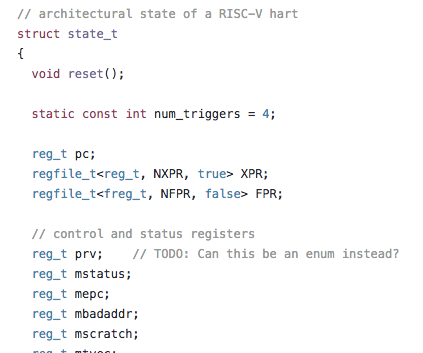 // architectural state of a RISC-V hart
struct state_t
{
  void reset();

  static const int num_triggers = 4;

  reg_t pc;
  regfile_t<reg_t, NXPR, true> XPR;
  regfile_t<freg_t, NFPR, false> FPR;

  // control and status registers
  reg_t prv;    // TODO: Can this be an enum instead?
  reg_t mstatus;
  reg_t mepc;
  reg_t mbadaddr;
  reg_t mscratch;
  reg_t mtvec;